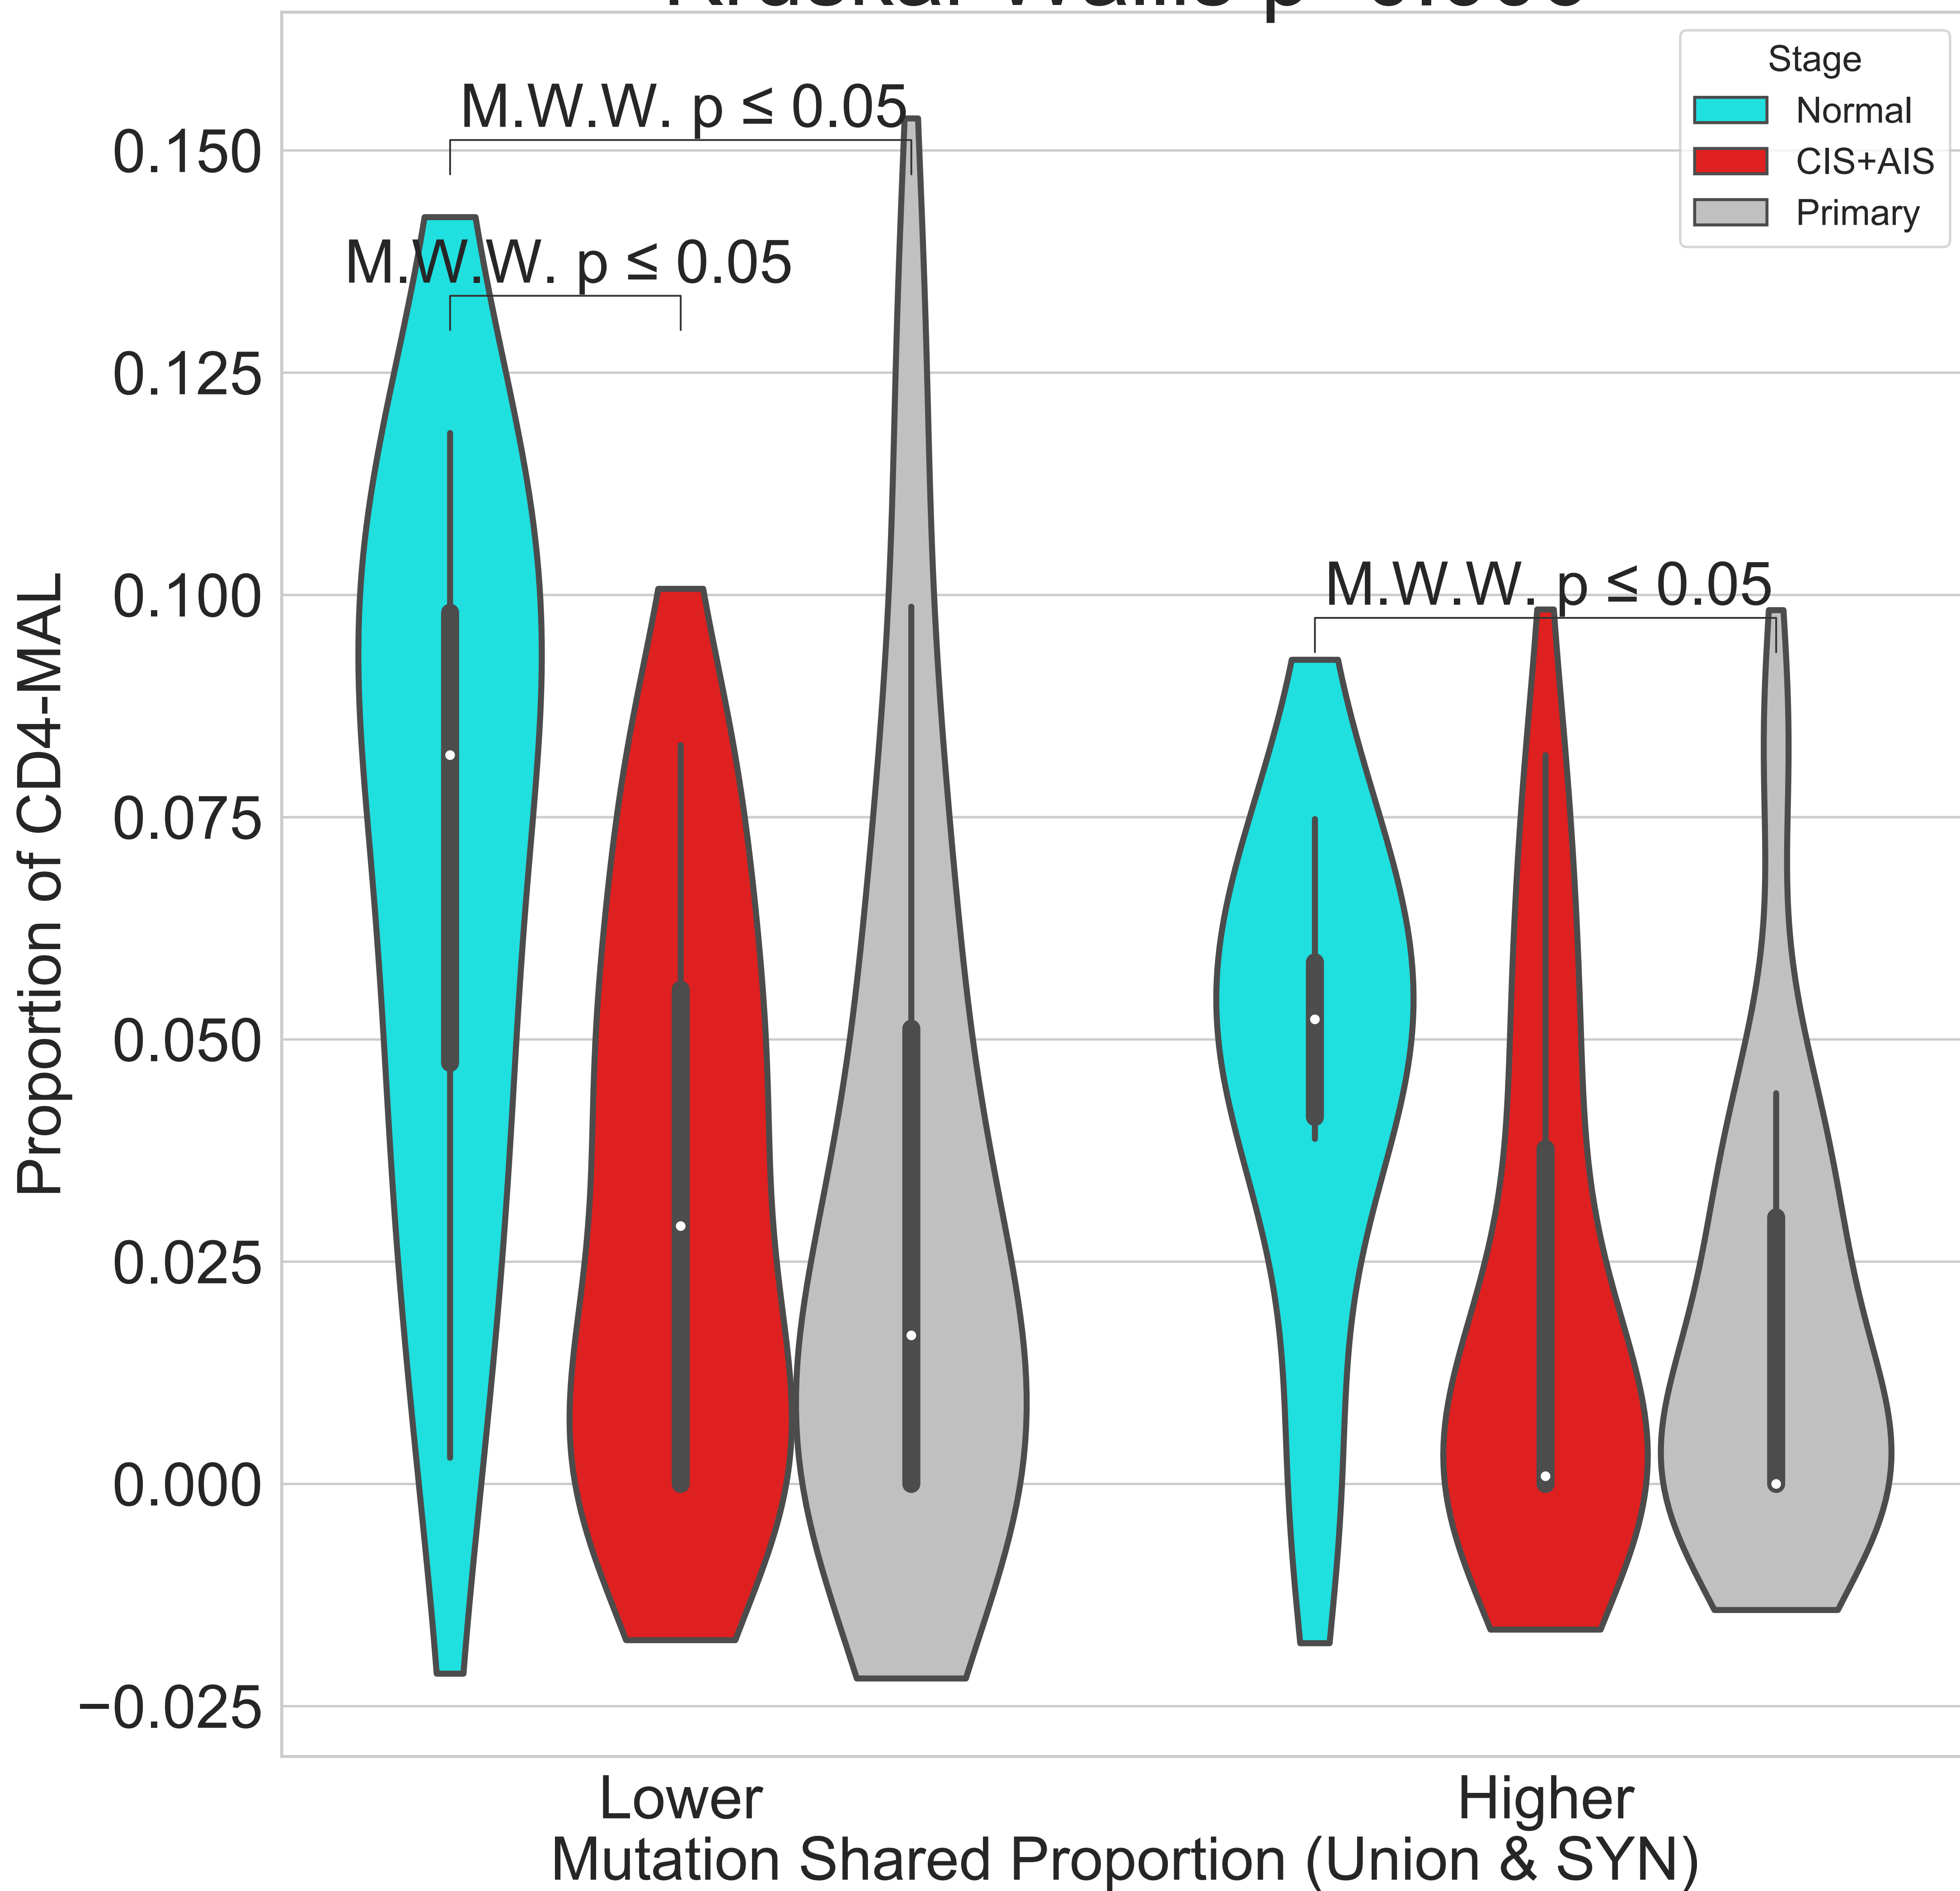 Stage
Normal
CIS+AIS
Primary
M.W.W. p ≤ 0.05
M.W.W. p ≤ 0.05
M.W.W. p ≤ 0.05
0.150
0.125
0.100
0.075
0.050
0.025
0.000
−0.025
Proportion of CD4-MAL
Lower
Higher
Mutation Shared Proportion (Union & SYN)